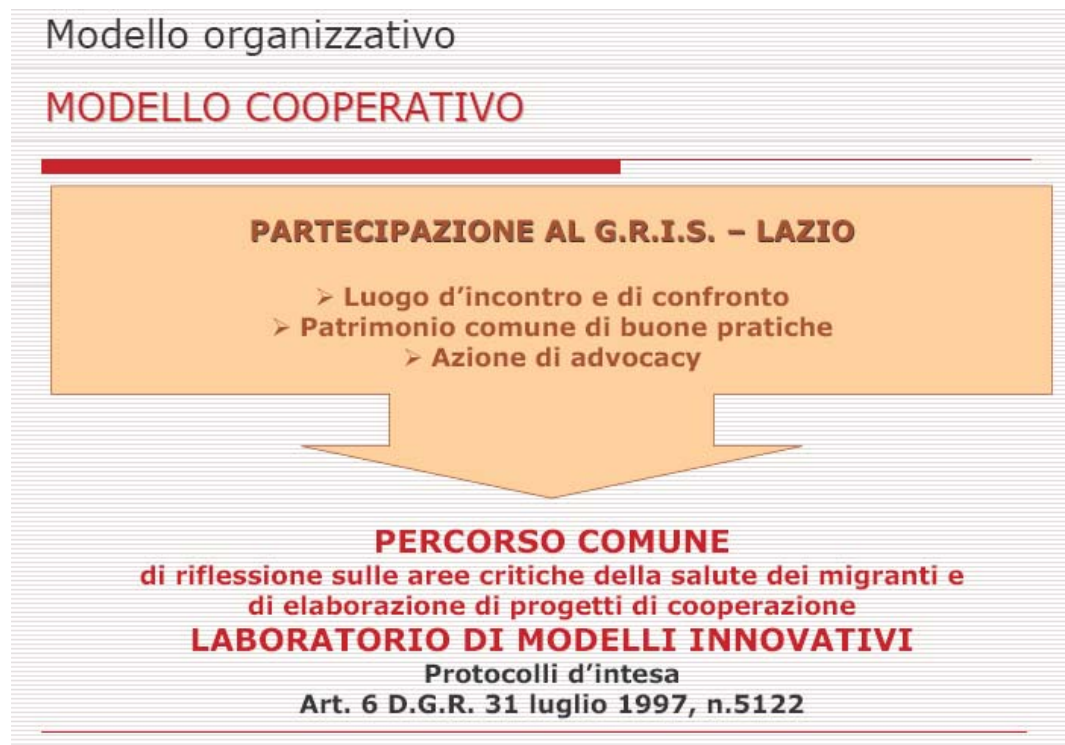 Modello organizzativo
MODELLO COOPERATIVO
PARTECIPAZIONE AL G.R.I.S. – LAZIO
➢ Luogo d'incontro e di confronto
➢ Patrimonio comune di buone pratiche
➢ Azione di advocacy
PERCORSO COMUNE
di riflessione sulle aree critiche della salute dei migranti e
di elaborazione di progetti di cooperazione
LABORATORIO DI MODELLI INNOVATIVI
Protocolli d'intesa
Art. 6 D.G.R. 31 luglio 1997, n.5122